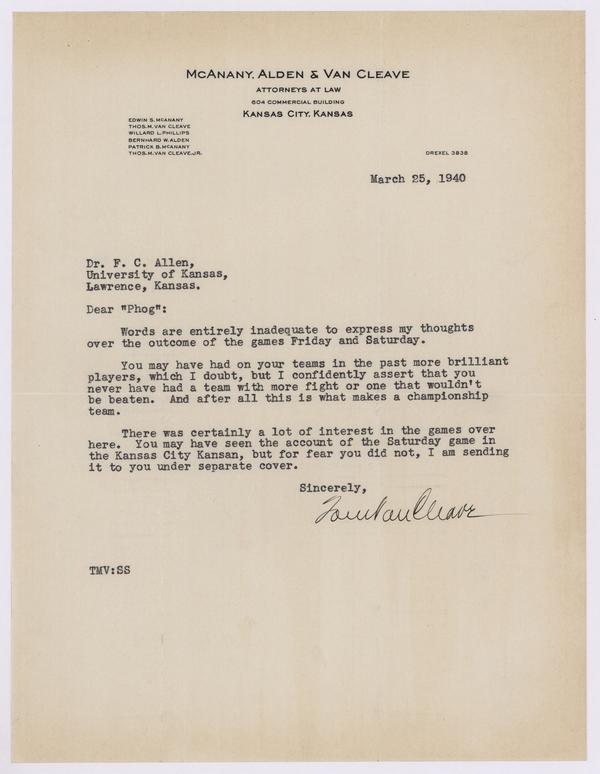 McANANY, ALDEN & VAN CLEAVE
ATTORNEYS AT LAW
604 COMMERCIAL BUILDING
KANSAS CITY, KANSAS
EDWIN S. McANANY
THOS. M. VAN CLEAVE
WILLARD L. PHILLIPS
BERNHARD W. ALDEN
PATRICK B. McANANY
THOS. M. VAN CLEAVE, JR.
DREXEL 3838
March 25, 1940
Dr. F. C. Allen,
University of Kansas,
Lawrence, Kansas.
Dear "Phog":
Words are entirely inadequate to express my thoughts
over the outcome of the games Friday and Saturday.
You may have had on your teams in the past more brilliant
players, which I doubt, but I confidently assert that you
never have had a team with more fight or one that wouldn't
be beaten. And after all this is what makes a championship
team.
There was certainly a lot of interest in the games over
here. You may have seen the account of the Saturday game in
the Kansas City Kansan, but for fear you did not, I am sending
it to you under separate cover.
Sincerely,
Tom Van Cleave
TMV:SS